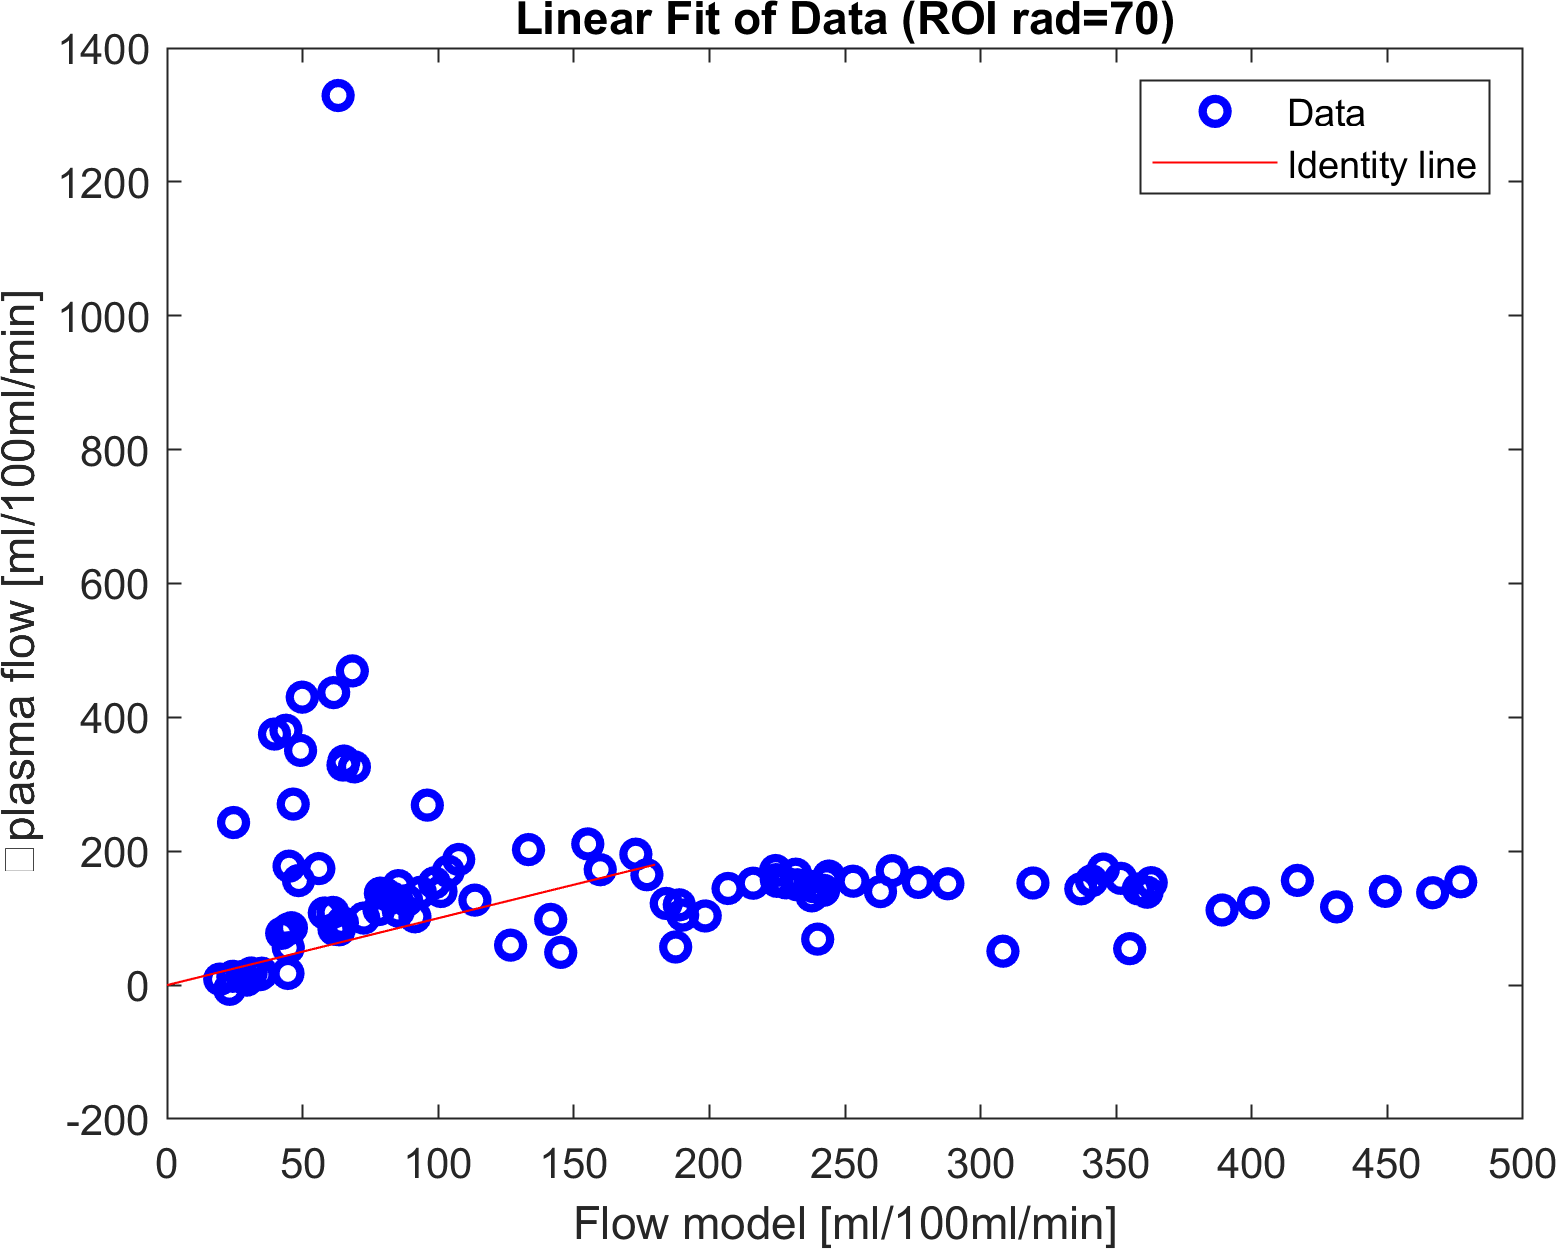 Linear Fit of Data (ROI rad=70)
1400
1200
1000
800
600
400
200
0
-200
□plasma flow [ml/100ml/min]
Data
Identity line
0 50 100 150 200 250 300 350 400 450 500
Flow model [ml/100ml/min]